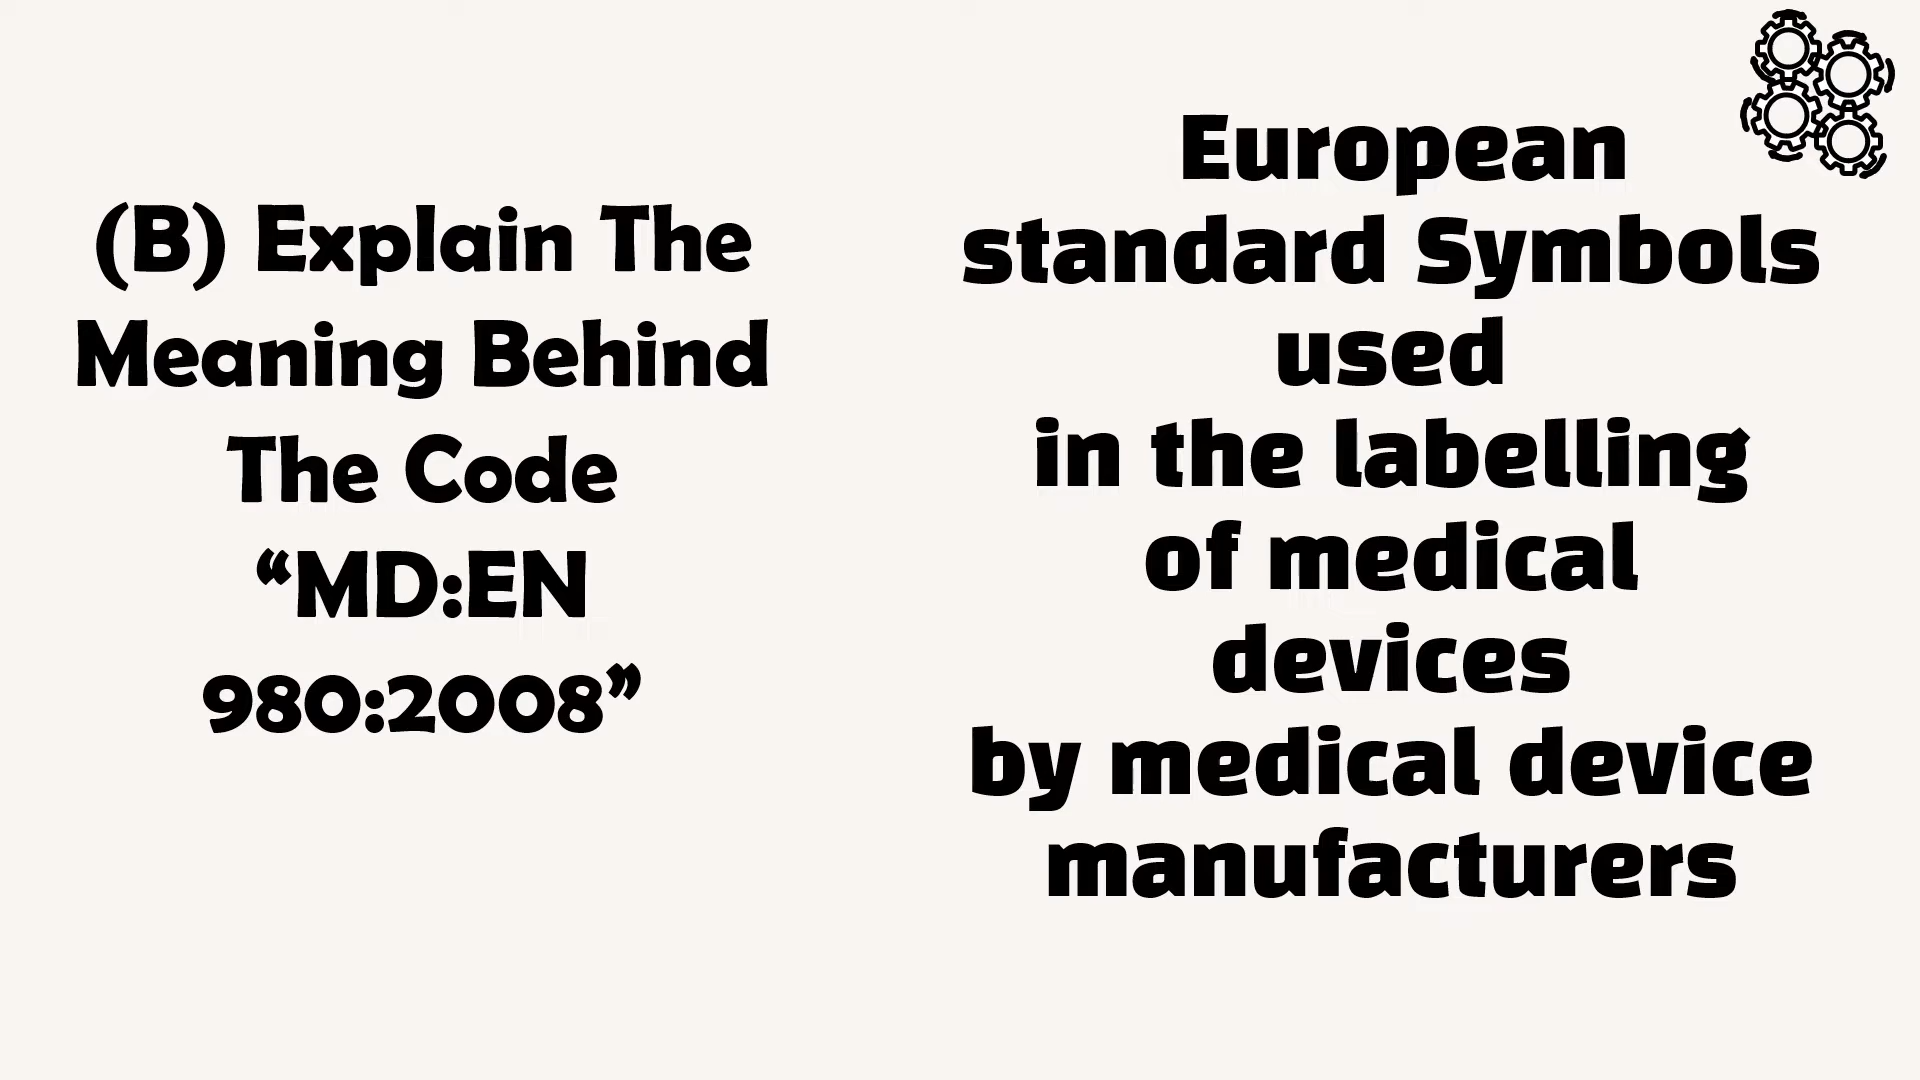 (B) Explain The
Meaning Behind
The Code
“MD:EN
980:2008”
European
standard Symbols
used
in the labelling
of medical
devices
by medical device
manufacturers